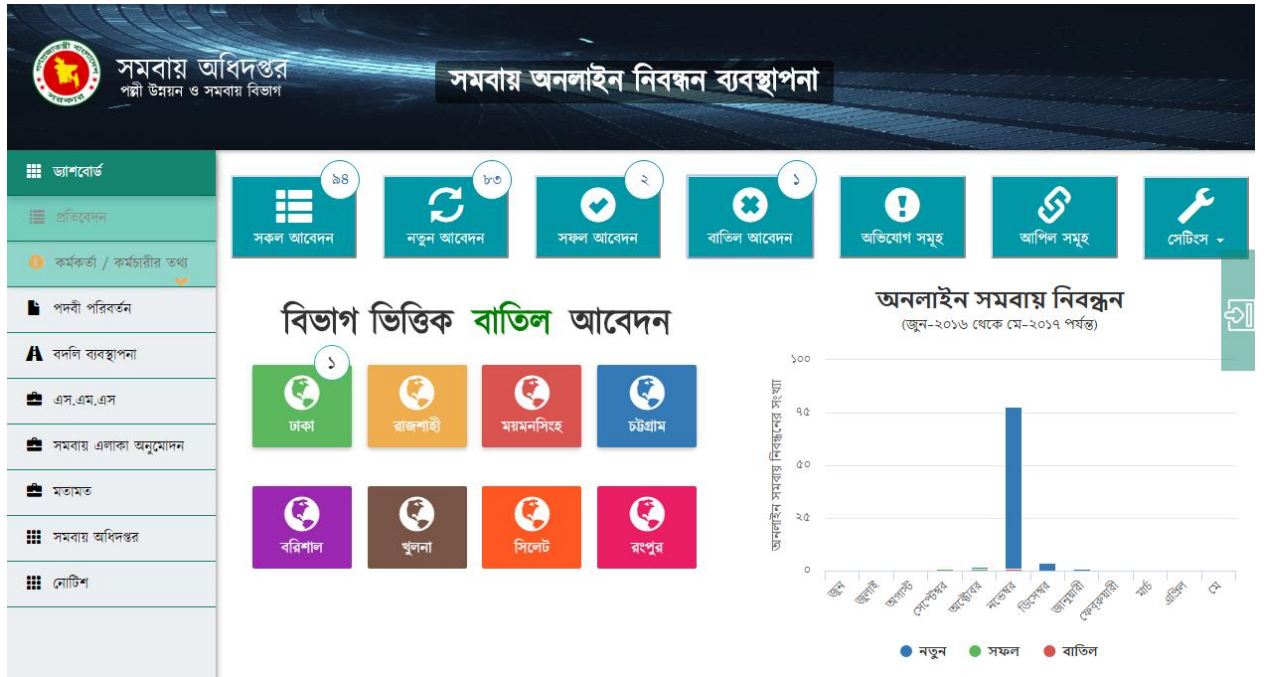 সমবায় অধিদপ্তর
পল্লী উন্নয়ন ও সমবায় বিভাগ
সমবায় অনলাইন নিবন্ধন ব্যবস্থাপনা
ড্যাশবোর্ড
প্রতিবেদন
কর্মকর্তা / কর্মচারীর তথ্য
পদবী পরিবর্তন
বদলি ব্যবস্থাপনা
এস.এম.এস
সমবায় এলাকা অনুমোদন
মতামত
সমবায় অধিদপ্তর
নোটিশ
৯৪
সকল আবেদন
৮৩
নতুন আবেদন
২
সফল আবেদন
১
বাতিল আবেদন
অভিযোগ সমূহ
আপিল সমূহ
সেটিংস
বিভাগ ভিত্তিক বাতিল আবেদন
১
ঢাকা
রাজশাহী
ময়মনসিংহ
চট্টগ্রাম
বরিশাল
খুলনা
সিলেট
রংপুর
অনলাইন সমবায় নিবন্ধন
(জুন-২০১৬ থেকে মে-২০১৭ পর্যন্ত)
অনলাইন সমবায় নিবন্ধনের সংখ্যা
১০০
৭৫
৫০
২৫
০
জুন
জুলাই
অগাস্ট
সেপ্টেম্বর
অক্টোবর
নভেম্বর
ডিসেম্বর
জানুয়ারী
ফেব্রুয়ারী
মার্চ
এপ্রিল
মে
নতুন সফল বাতিল